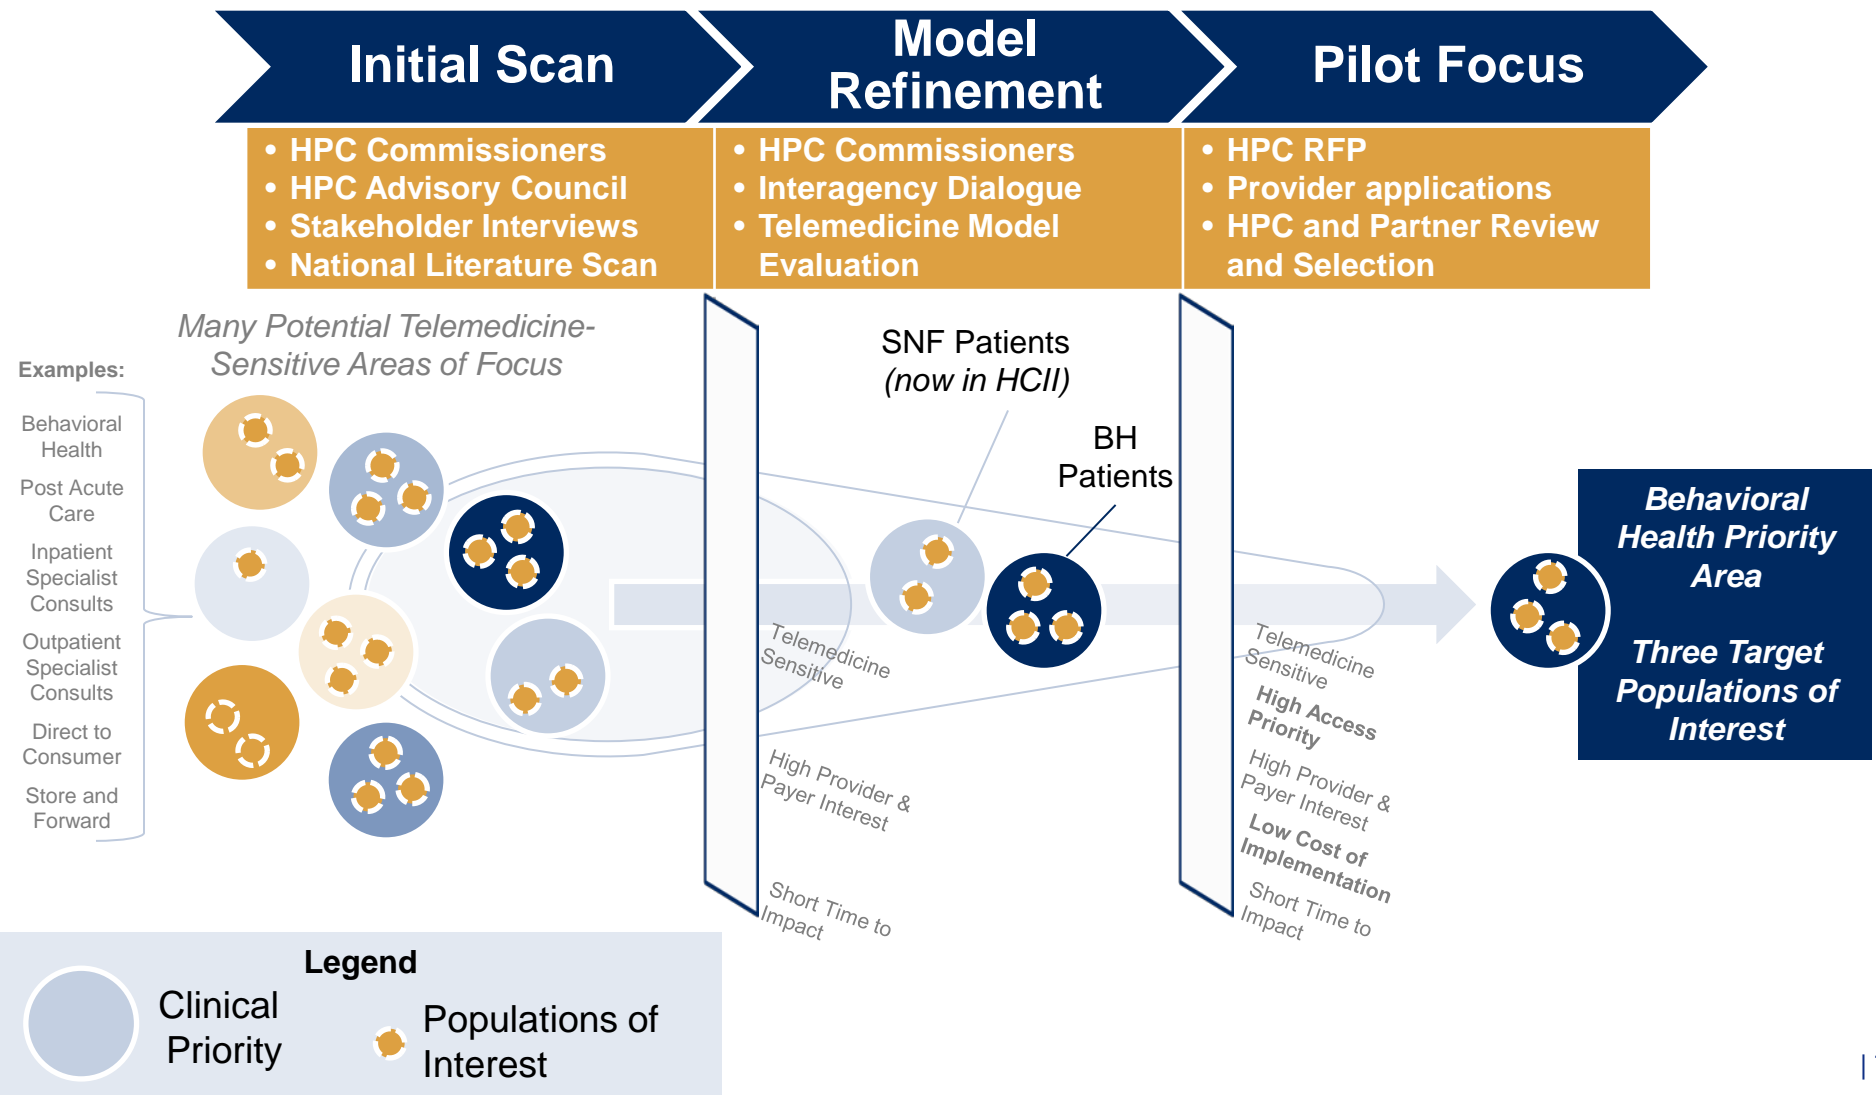 Initial Scan
Model
Refinement
Pilot Focus
• HPC Commissioners
• HPC Advisory Council
• Stakeholder Interviews
• National Literature Scan
• HPC Commissioners
• Interagency Dialogue
• Telemedicine Model
Evaluation
• HPC RFP
• Provider applications
• HPC and Partner Review
and Selection
Many Potential Telemedicine-
Sensitive Areas of Focus
Examples:
Behavioral
Health
Post Acute
Care
Inpatient
Specialist
Consults
Outpatient
Specialist
Consults
Direct to
Consumer
Store and
Forward
SNF Patients
(now in HCII)
BH
Patients
Telemedicine
Sensitive
High Provider &
Payer Interest
Short Time to
Impact
Telemedicine
Sensitive
High Access
Priority
High Provider &
Payer Interest
Low Cost of
Implementation
Short Time to
Impact
Behavioral
Health Priority
Area
Three Target
Populations of
Interest
Legend
Clinical
Priority
Populations of
Interest
|